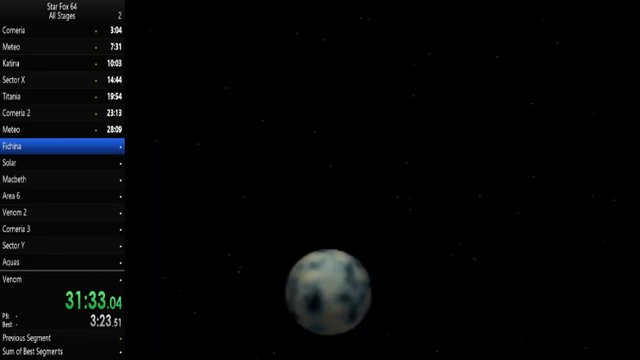 Star Fox 64
All Stages 2
Corneria - 3:04
Meteo - 7:31
Katina - 10:03
Sector X - 14:44
Titania - 19:54
Corneria 2 - 23:13
Meteo - 28:09
Fichina -
Solar -
Macbeth -
Area 6 -
Venom 2 -
Corneria 3 -
Sector Y -
Aquas -
Venom -
31:33.04
PB: -
Best - 3:23.51
Previous Segment -
Sum of Best Segments -